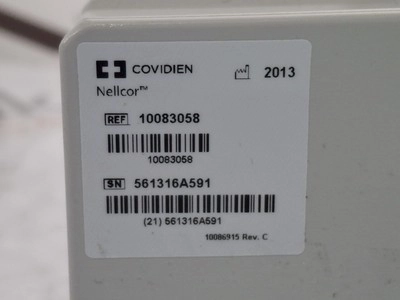 COVIDIEN
2013
Nellcor™
REF 10083058
10083058
SN 561316A591
(21) 561316A591
10086915 Rev. C